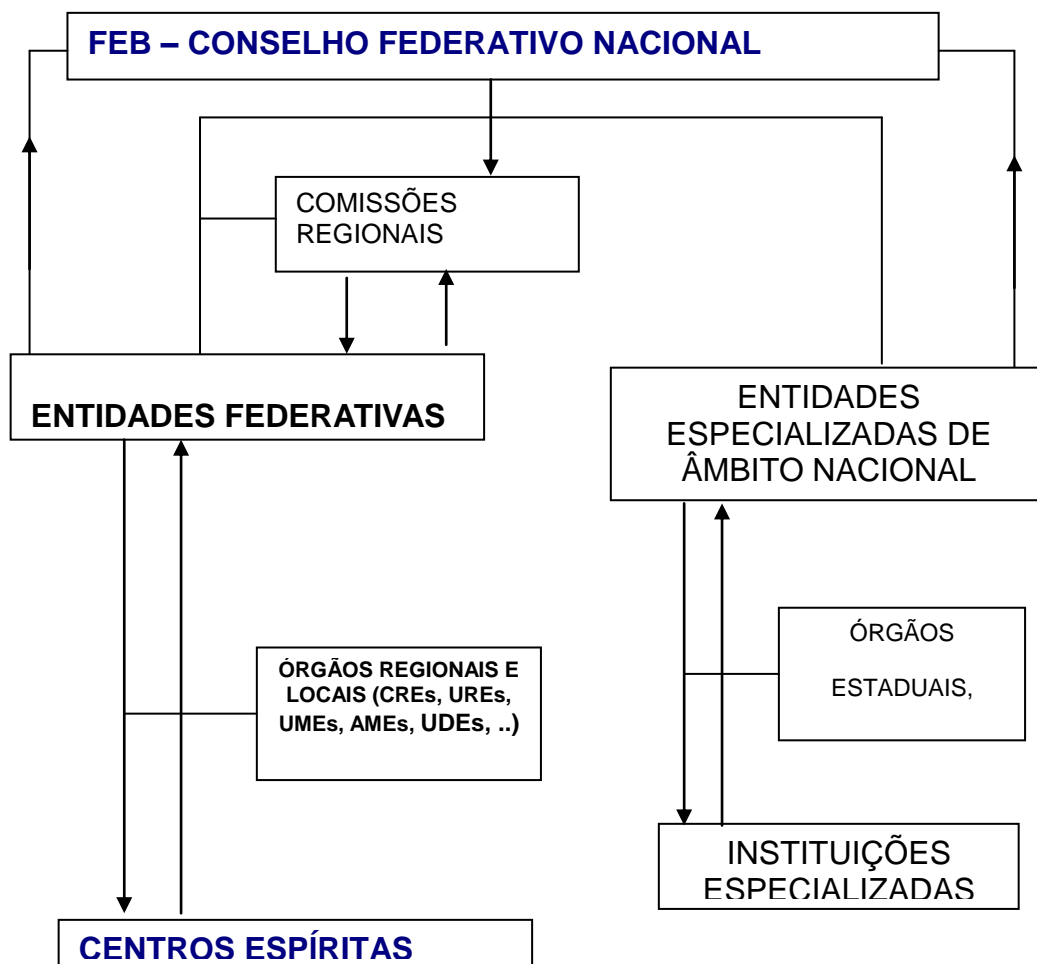 FEB – CONSELHO FEDERATIVO NACIONAL
COMISSÕES
REGIONAIS
ENTIDADES FEDERATIVAS
ENTIDADES
ESPECIALIZADAS DE
ÂMBITO NACIONAL
ÓRGÃOS REGIONAIS E
LOCAIS (CREs, UREs,
UMEs, AMEs, UDEs, ..)
ÓRGÃOS
ESTADUAIS,
INSTITUIÇÕES
ESPECIALIZADAS
CENTROS ESPÍRITAS